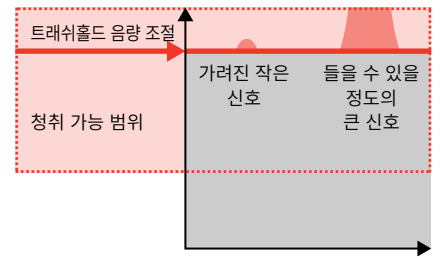 트래쉬홀드 음량 조절
가려진 작은
신호
들을 수 있을
정도의
큰 신호
청취 가능 범위